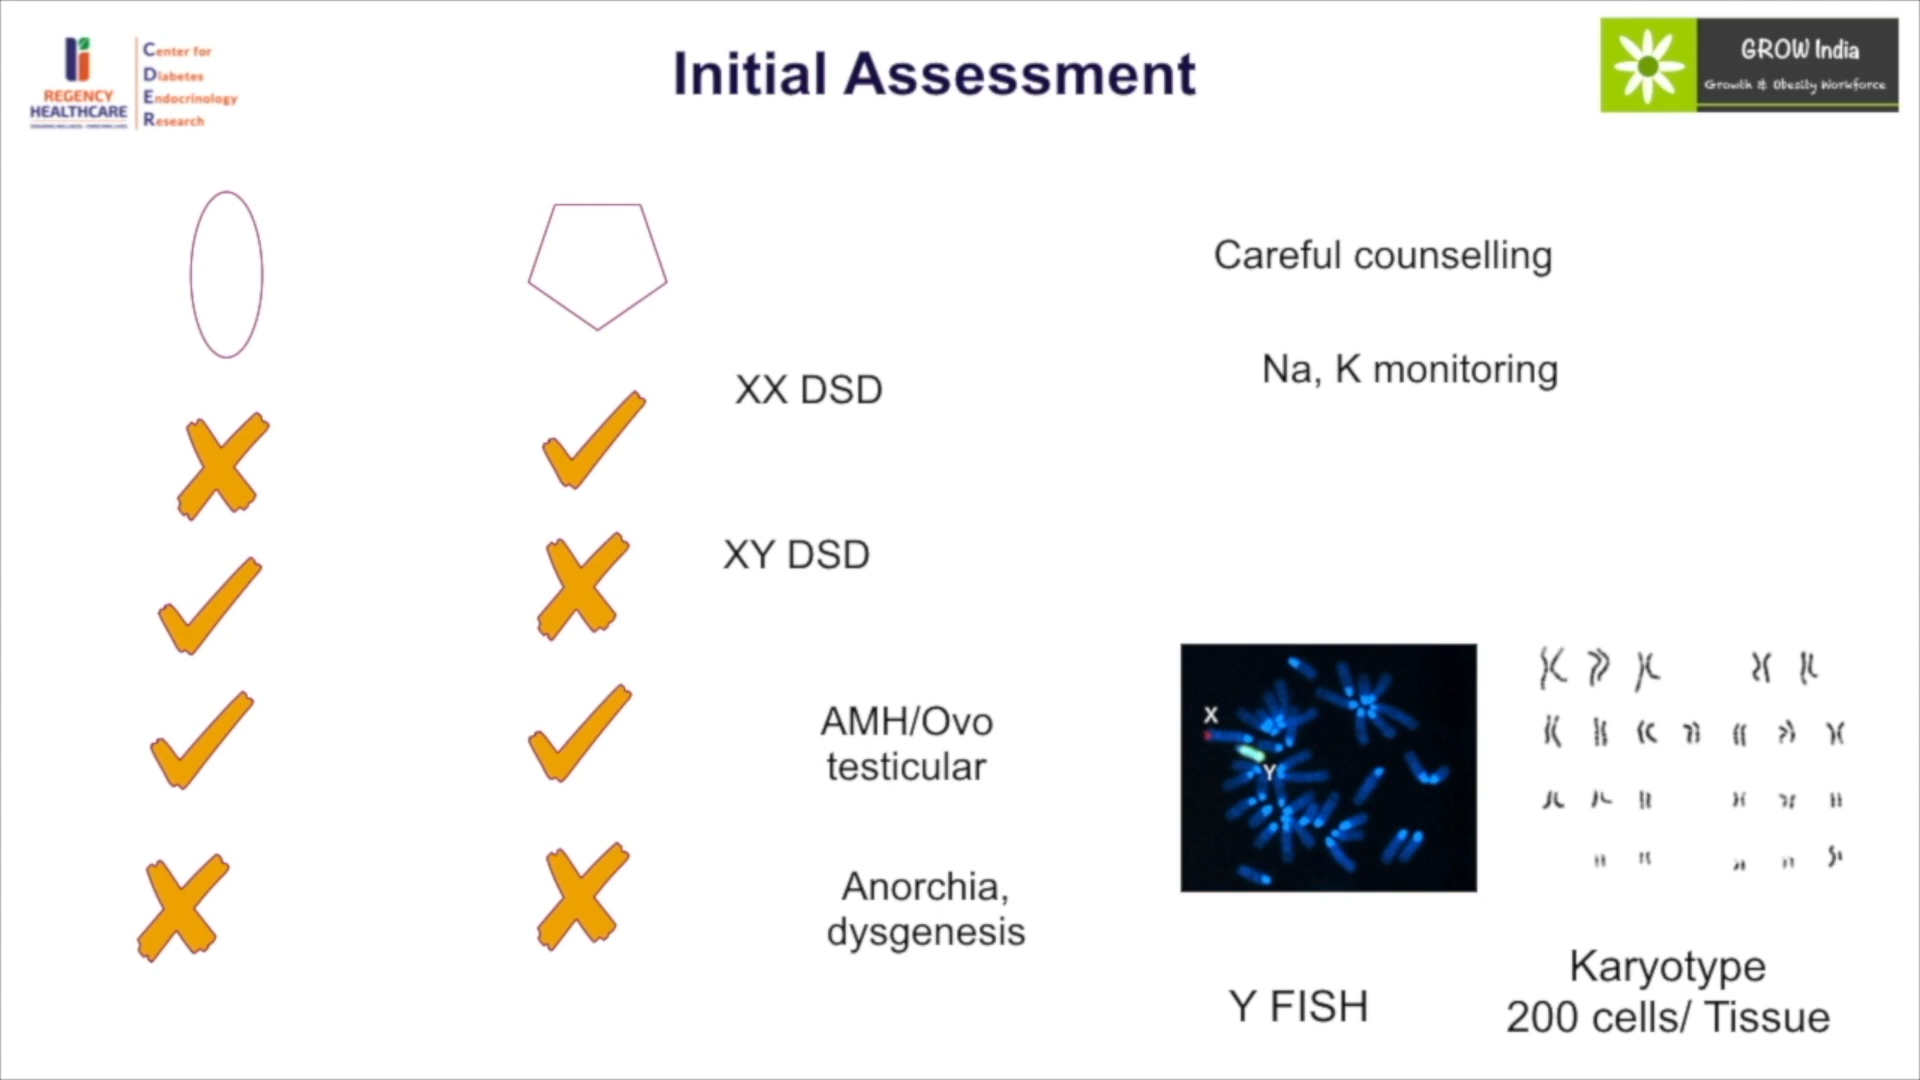 Center for
Diabetes
Endocrinology
Research
REGENCY
HEALTHCARE
Initial Assessment
GROW India
Growth & Obesity Workforce
Careful counselling
Na, K monitoring
XX DSD
XY DSD
AMH/Ovo
testicular
Anorchia,
dysgenesis
X
Y
Y FISH
Karyotype
200 cells/ Tissue